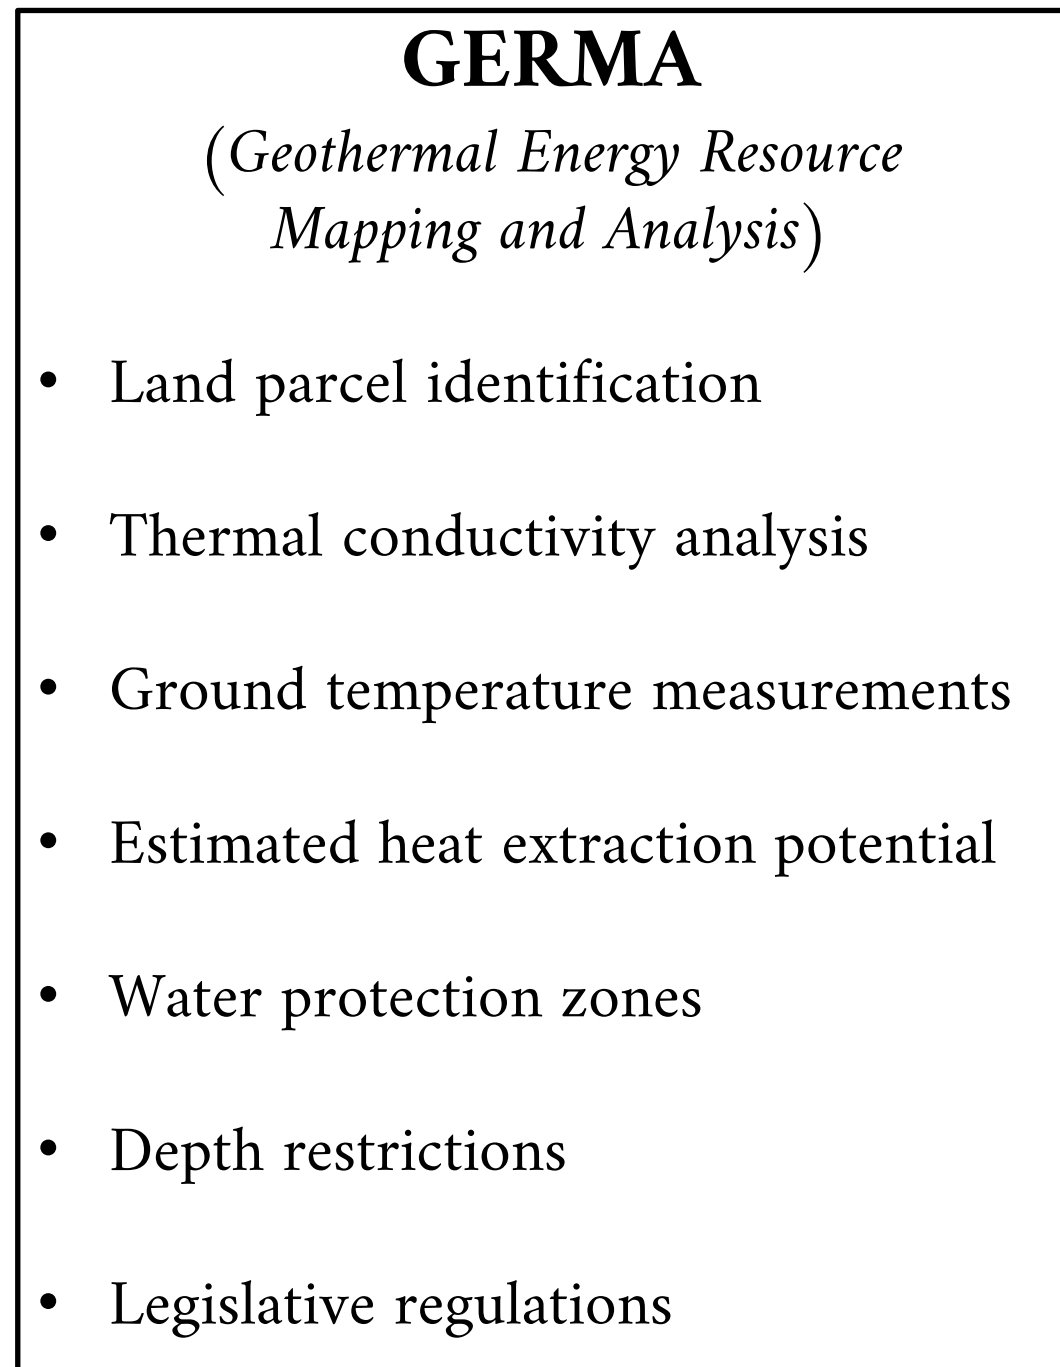 GERMA
(Geothermal Energy Resource
Mapping and Analysis)
• Land parcel identification
• Thermal conductivity analysis
• Ground temperature measurements
• Estimated heat extraction potential
• Water protection zones
• Depth restrictions
• Legislative regulations